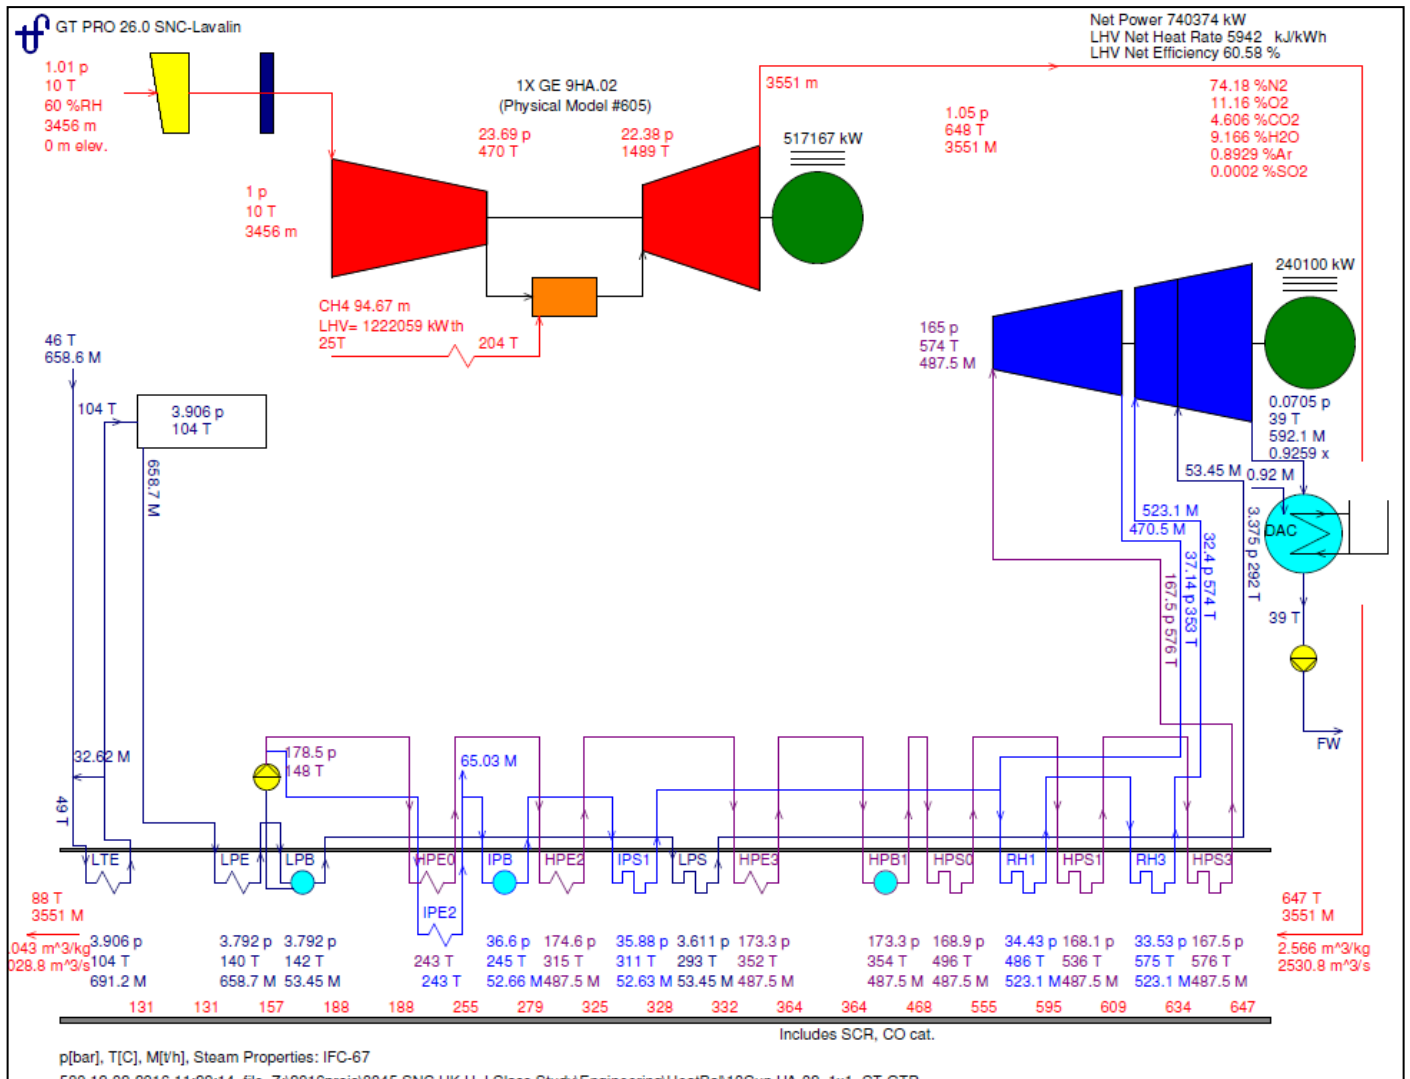 GT PRO 26.0 SNC-Lavalin
Net Power 740374 kW
LHV Net Heat Rate 5942 kJ/kWh
LHV Net Efficiency 60.58 %
1.01 p
10 T
60 %RH
3456 m
0 m elev.
1X GE 9HA.02
(Physical Model #605)
3551 m
23.69 p
470 T
22.38 p
1489 T
517167 kW
1.05 p
648 T
3551 M
74.18 %N2
11.16 %O2
4.606 %CO2
9.166 %H2O
0.8929 %Ar
0.0002 %SO2
1 p
10 T
3456 m
240100 kW
CH4 94.67 m
LHV= 1222059 kWth
25T
204 T
165 p
574 T
487.5 M
46 T
658.6 M
104 T
3.906 p
104 T
0.0705 p
39 T
592.1 M
0.9259 x
658.7 M
53.45 M
0.92 M
523.1 M
470.5 M
DAC
3.375 p 292 T
32.4 p 574 T
37.14 p 353 T
167.5 p 576 T
39 T
FW
32.62 M
178.5 p
148 T
65.03 M
49 T
LTE
LPE
LPB
HPE0
IPB
HPE2
IPS1
LPS
HPE3
HPB1
HPS0
RH1
HPS1
RH3
HPS3
IPE2
88 T
3551 M
.043 m^3/kg
028.8 m^3/s
647 T
3551 M
2.566 m^3/kg
2530.8 m^3/s
3.906 p
104 T
691.2 M
3.792 p
140 T
658.7 M
3.792 p
142 T
53.45 M
243 T
243 T
36.6 p
245 T
52.66 M
174.6 p
315 T
487.5 M
35.88 p
311 T
52.63 M
3.611 p
293 T
53.45 M
173.3 p
352 T
487.5 M
173.3 p
354 T
487.5 M
168.9 p
496 T
487.5 M
34.43 p
486 T
523.1 M
168.1 p
536 T
487.5 M
33.53 p
575 T
523.1 M
167.5 p
576 T
487.5 M
131 131 157 188 188 255 279 325 328 332 364 364 468 555 595 609 634 647
Includes SCR, CO cat.
p[bar], T[C], M[t/h], Steam Properties: IFC-67